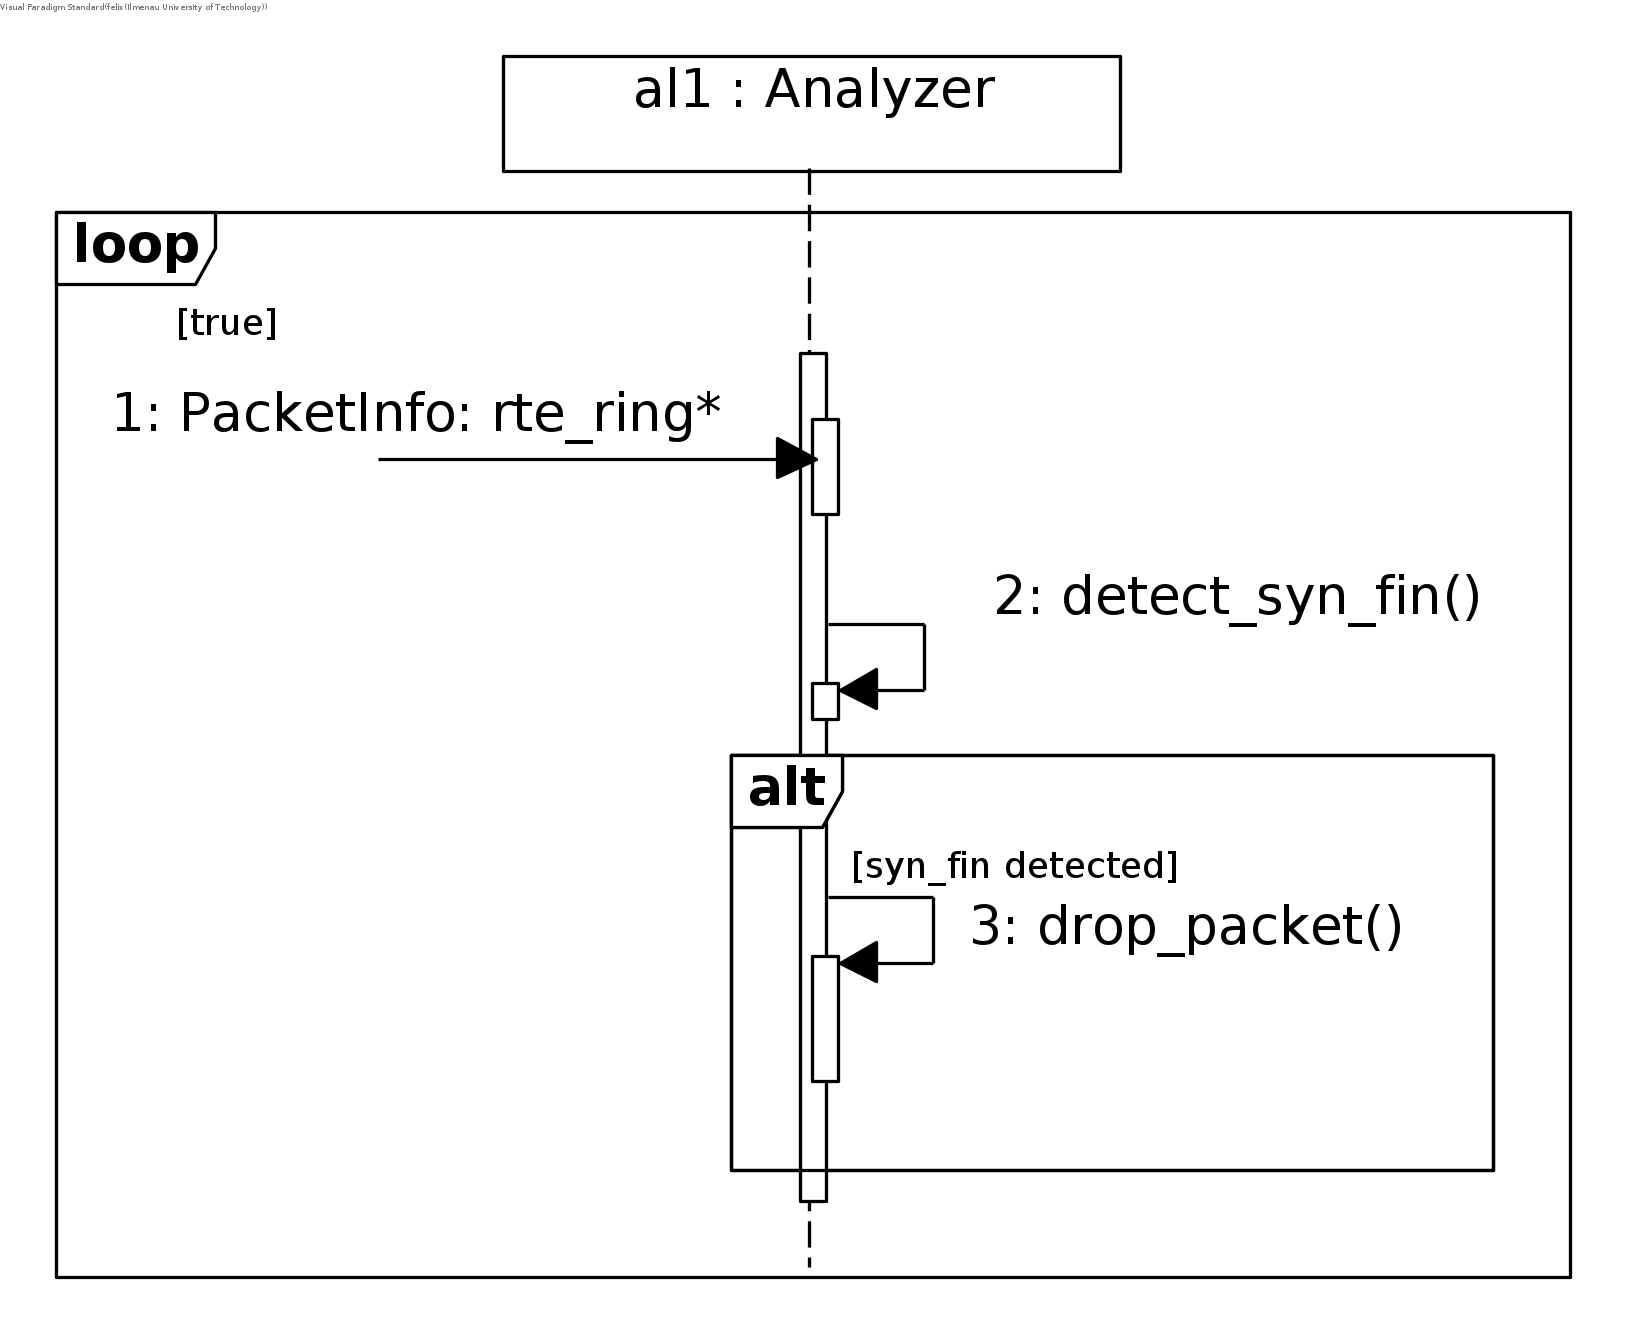 Visual Paradigm Standard(felix(Ilmenau University of Technology))
al1 : Analyzer
loop
[true]
1: PacketInfo: rte_ring*
2: detect_syn_fin()
alt
[syn_fin detected]
3: drop_packet()